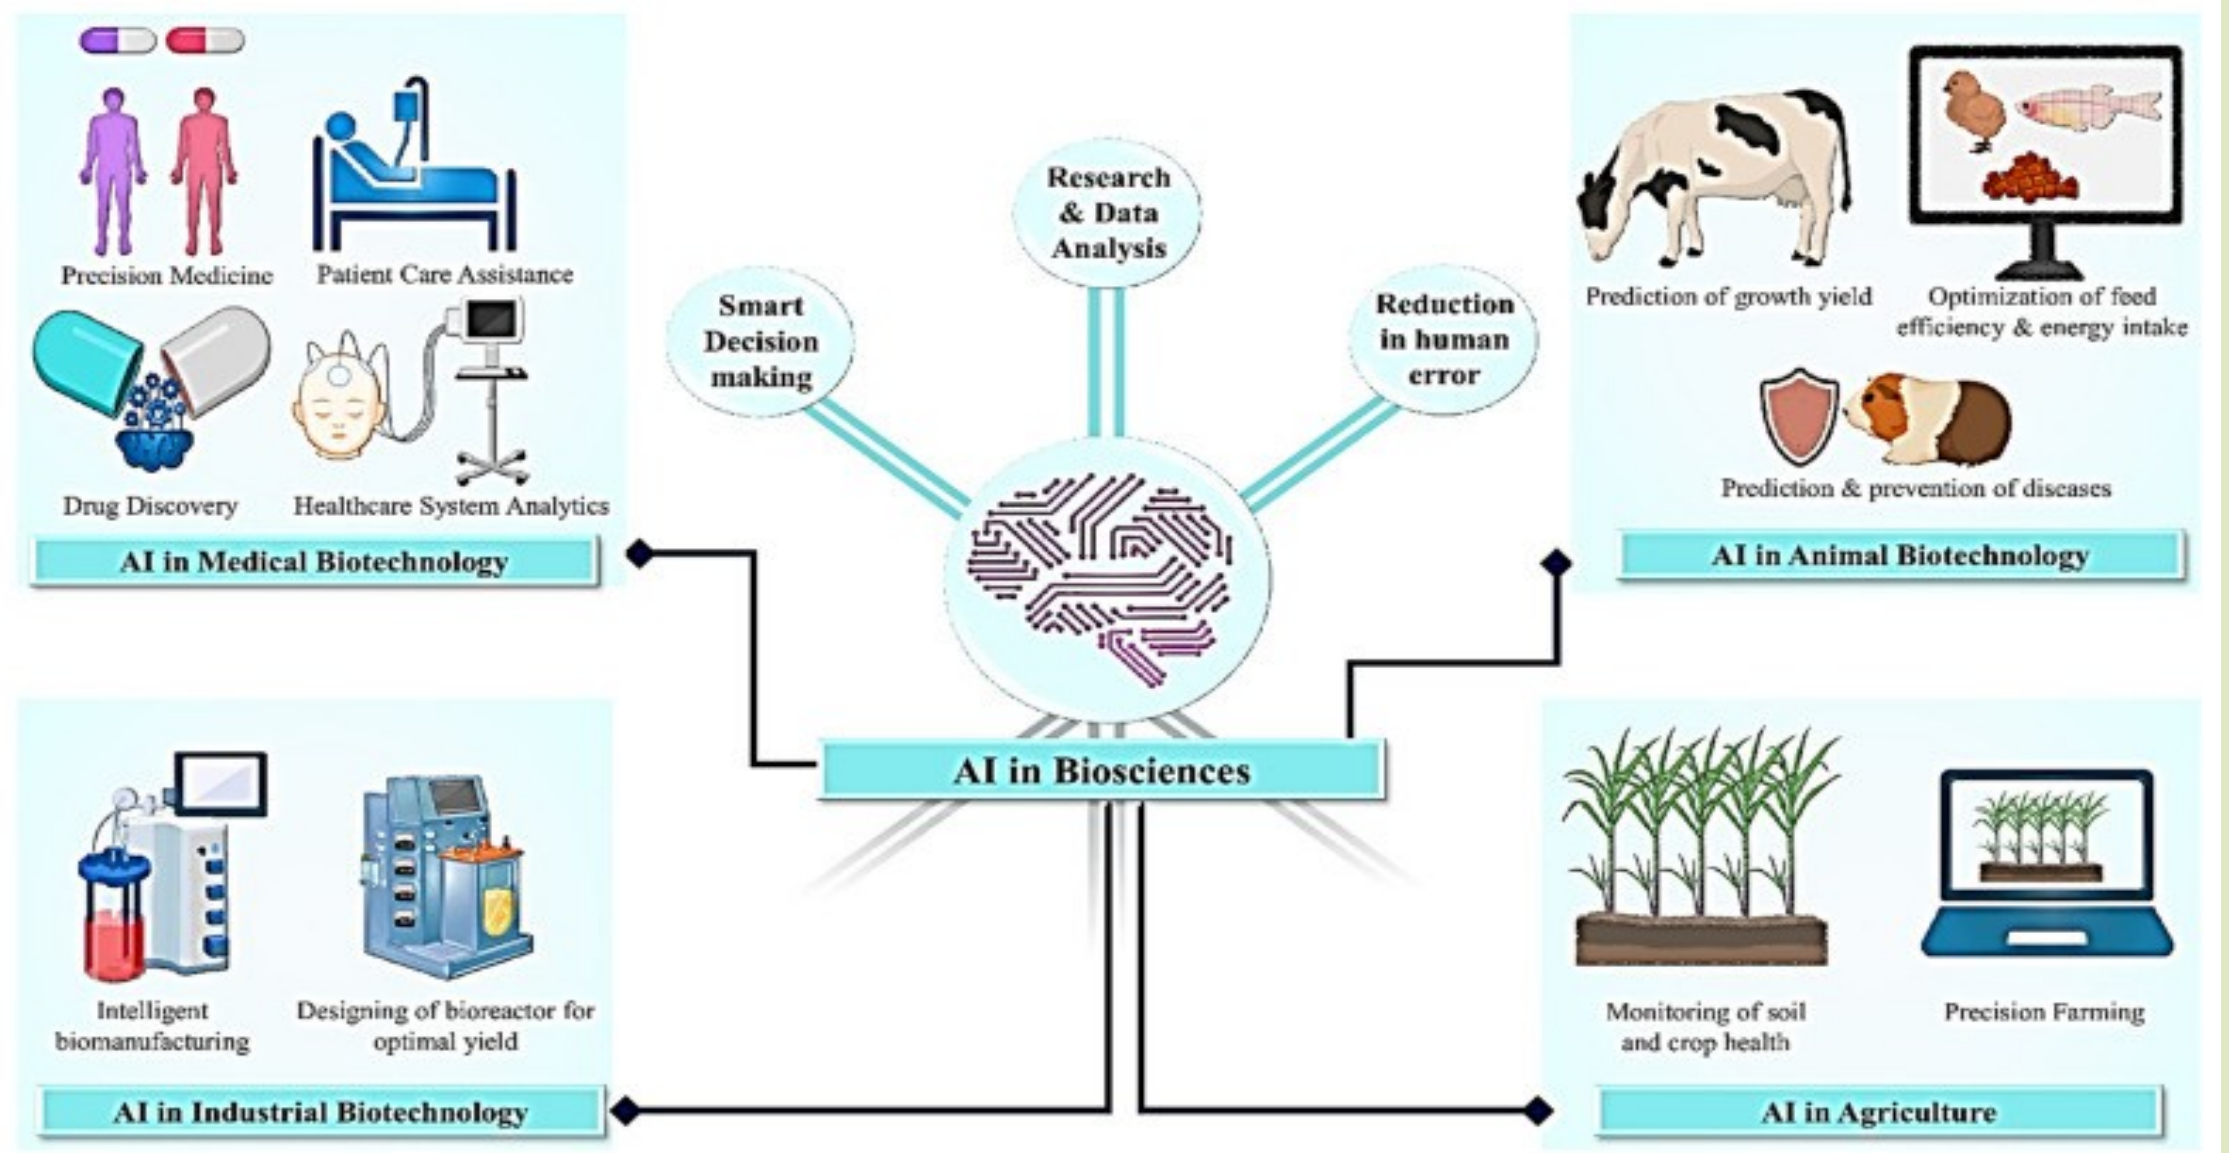 Precision Medicine
Patient Care Assistance
Drug Discovery
Healthcare System Analytics
AI in Medical Biotechnology
Smart
Decision
making
Research
& Data
Analysis
Reduction
in human
error
Prediction of growth yield
Optimization of feed
efficiency & energy intake
Prediction & prevention of diseases
AI in Animal Biotechnology
AI in Biosciences
Intelligent
biomanufacturing
Designing of bioreactor for
optimal yield
AI in Industrial Biotechnology
Monitoring of soil
and crop health
Precision Farming
AI in Agriculture